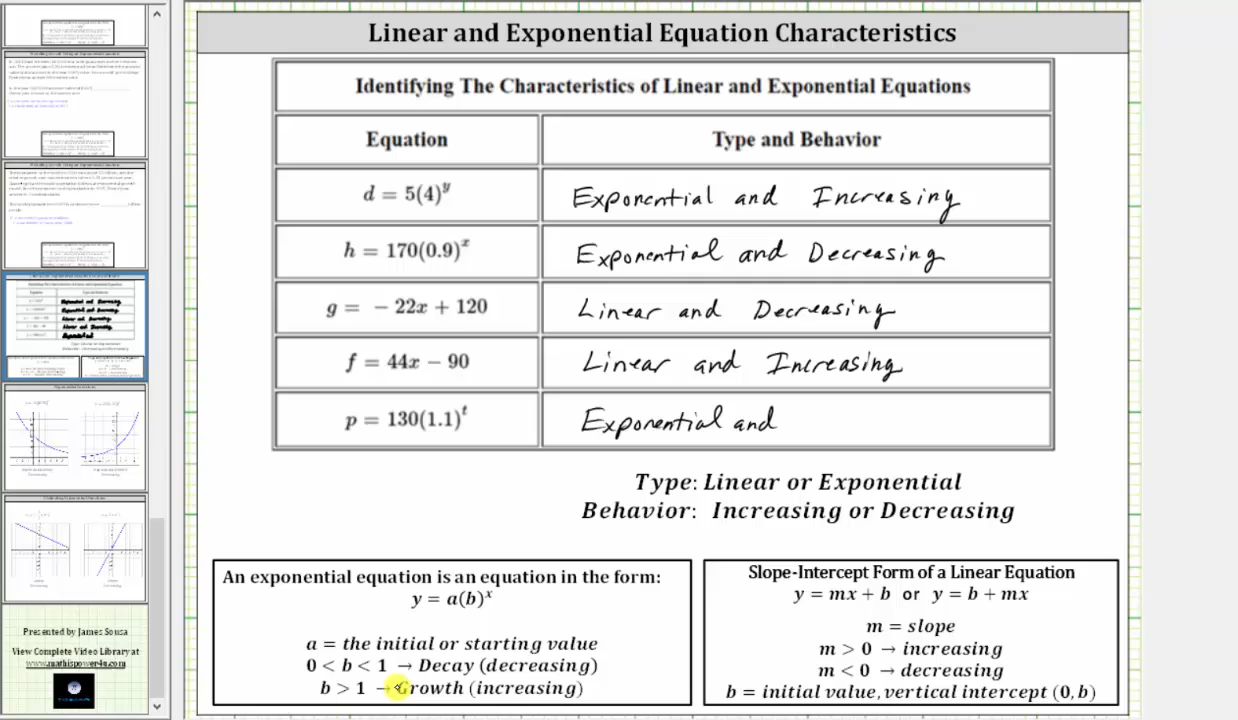 Linear and Exponential Equation Characteristics
Identifying The Characteristics of Linear and Exponential Equations
Equation Type and Behavior
d = 5(4)^y Exponential and Increasing
h = 170(0.9)^x Exponential and Decreasing
g = − 22x + 120 Linear and Decreasing
f = 44x − 90 Linear and Increasing
p = 130(1.1)^t Exponential and
Type: Linear or Exponential
Behavior: Increasing or Decreasing
An exponential equation is an equation in the form:
y = a(b)^x
a = the initial or starting value
0 < b < 1 → Decay (decreasing)
b > 1 → Growth (increasing)
Slope-Intercept Form of a Linear Equation
y = mx + b or y = b + mx
m = slope
m > 0 → increasing
m < 0 → decreasing
b = initial value, vertical intercept (0, b)
Presented by James Sousa
View Complete Video Library at
www.mathispower4u.com